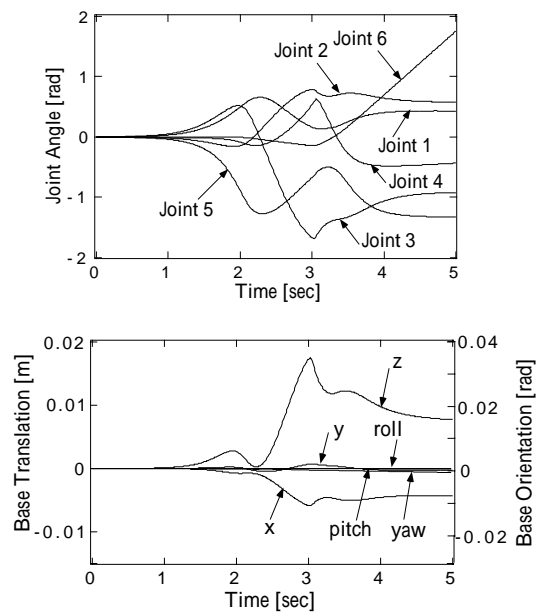 2
Joint 6
Joint 2
1
Joint Angle [rad]
0
Joint 1
-1
Joint 4
Joint 5
Joint 3
-2
0 1 2 3 4 5
Time [sec]
0.02 0.04
z
Base Translation [m]
Base Orientation [rad]
0.01 0.02
y roll
0 0
x pitch yaw
-0.01 -0.02
0 1 2 3 4 5
Time [sec]